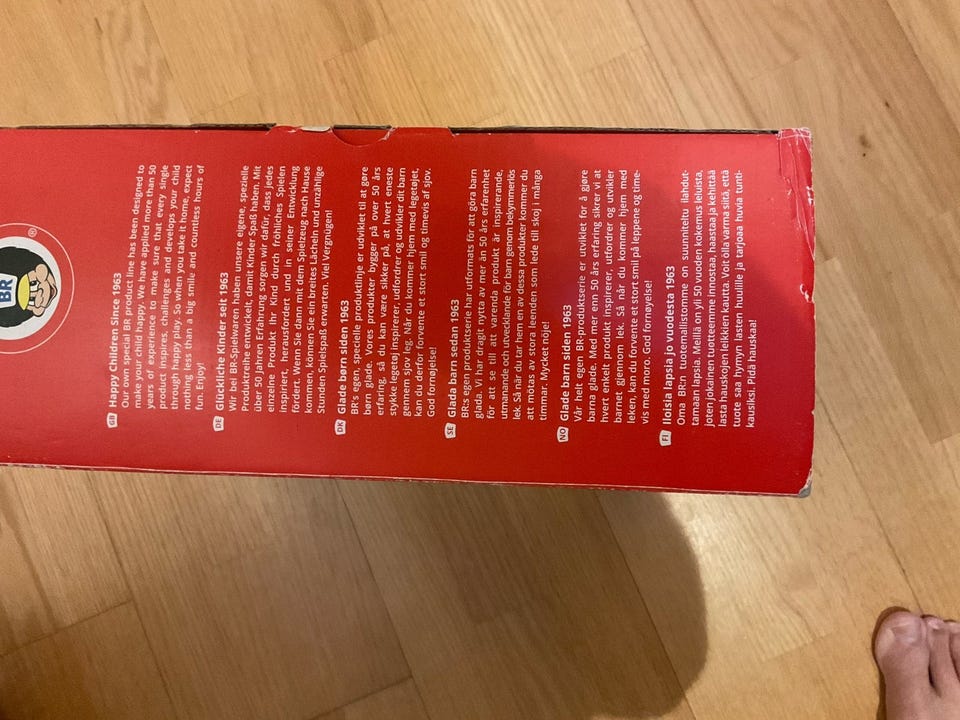 BR
®
GB Happy Children Since 1963
Our own special BR product line has been designed to
make your child happy. We have applied more than 50
years of experience to make sure that every single
product inspires, challenges and develops your child
through happy play. So when you take it home, expect
nothing less than a big smile and countless hours of
fun. Enjoy!
DE Glückliche Kinder seit 1963
Wir bei BR-Spielwaren haben unsere eigene, spezielle
Produktreihe entwickelt, damit Kinder Spaß haben. Mit
über 50 Jahren Erfahrung sorgen wir dafür, dass jedes
einzelne Produkt Ihr Kind durch fröhliches Spielen
inspiriert, herausfordert und in seiner Entwicklung
fördert. Wenn Sie dann mit dem Spielzeug nach Hause
kommen, können Sie ein breites Lächeln und unzählige
Stunden Spielspaß erwarten. Viel Vergnügen!
DK Glade børn siden 1963
BR's egen, specielle produktlinje er udviklet til at gøre
børn glade. Vores produkter bygger på over 50 års
erfaring, så du kan være sikker på, at hvert eneste
stykke legetøj inspirerer, udfordrer og udvikler dit barn
gennem sjov leg. Når du kommer hjem med legetøjet,
kan du derfor forvente et stort smil og timevis af sjov.
God fornøjelse!
SE Glada barn sedan 1963
BR:s egen produktserie har utformats för att göra barn
glada. Vi har dragit nytta av mer än 50 års erfarenhet
för att se till att varenda produkt är inspirerande,
utmanande och utvecklande för barn genom bekymmerlös
lek. Så när du tar hem en av dessa produkter kommer du
att mötas av stora leenden som lede till skoj i många
timmar. Mycket nöje!
NO Glade barn siden 1963
Vår helt egen BR-produktserie er utviklet for å gjøre
barna glade. Med mer enn 50 års erfaring sikrer vi at
hvert enkelt produkt inspirerer, utfordrer og utvikler
barnet gjennom lek. Så når du kommer hjem med
leken, kan du forvente et stort smil på leppene og time-
vis med moro. God fornøyelse!
FI Iloisia lapsia jo vuodesta 1963
Oma BR:n tuotemallistomme on suunniteltu ilahdut-
tamaan lapsia. Meillä on yli 50 vuoden kokemus leluista,
joten jokainen tuotteemme innostaa, haastaa ja kehittää
lasta hauskojen leikkien kautta. Voit olla varma siitä, että
tuote saa hymyn lasten huulille ja tarjoaa huvia tunti-
kausiksi. Pidä hauskaa!